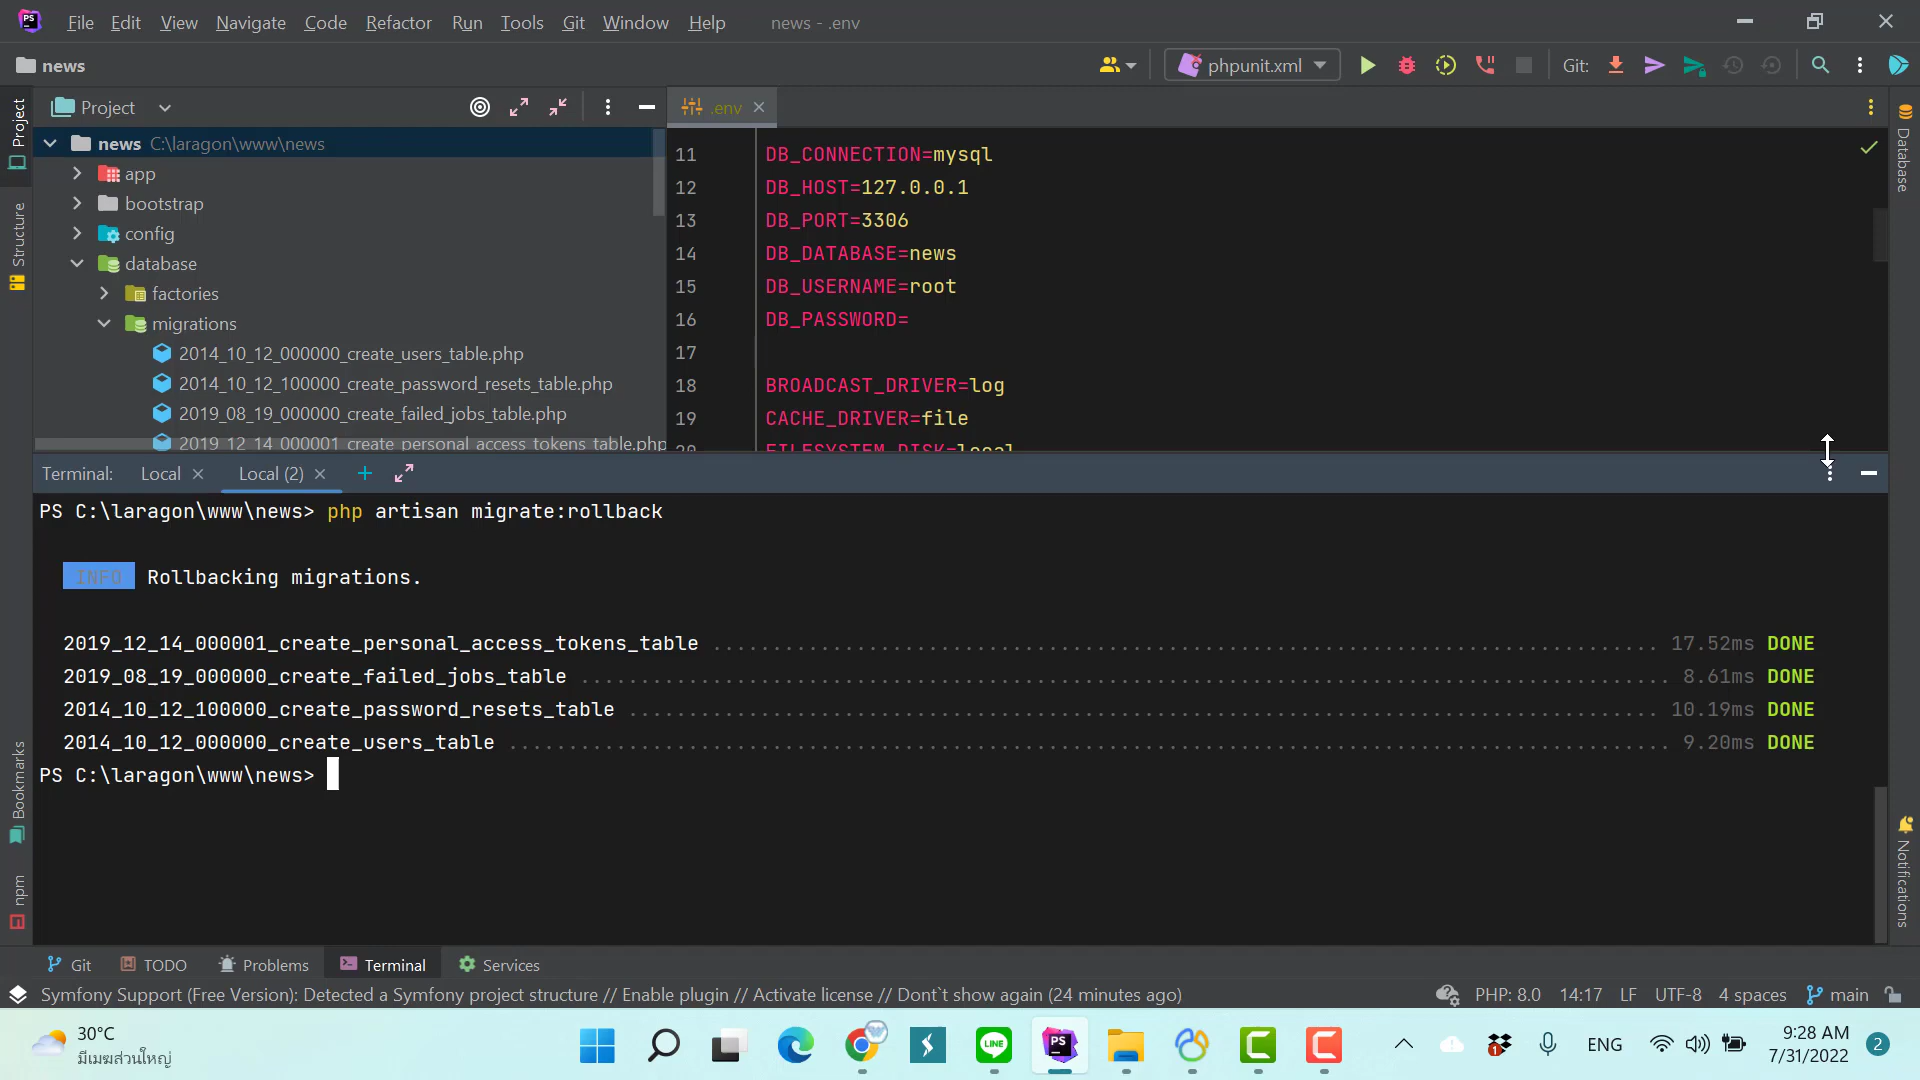 File Edit View Navigate Code Refactor Run Tools Git Window Help news - .env
news phpunit.xml Git:
Project .env
news C:\laragon\www\news
app
bootstrap
config
database
factories
migrations
2014_10_12_000000_create_users_table.php
2014_10_12_100000_create_password_resets_table.php
2019_08_19_000000_create_failed_jobs_table.php
2019_12_14_000001_create_personal_access_tokens_table.php
11 DB_CONNECTION=mysql
12 DB_HOST=127.0.0.1
13 DB_PORT=3306
14 DB_DATABASE=news
15 DB_USERNAME=root
16 DB_PASSWORD=
17
18 BROADCAST_DRIVER=log
19 CACHE_DRIVER=file
20 FILESYSTEM_DISK=local
Project
Structure
Bookmarks
npm
Database
Notifications
Terminal: Local Local (2)
PS C:\laragon\www\news> php artisan migrate:rollback
INFO Rollbacking migrations.
2019_12_14_000001_create_personal_access_tokens_table ............................................................................... 17.52ms DONE
2019_08_19_000000_create_failed_jobs_table ........................................................................................... 8.61ms DONE
2014_10_12_100000_create_password_resets_table ...................................................................................... 10.19ms DONE
2014_10_12_000000_create_users_table ................................................................................................. 9.20ms DONE
PS C:\laragon\www\news>
Git TODO Problems Terminal Services
Symfony Support (Free Version): Detected a Symfony project structure // Enable plugin // Activate license // Dont`t show again (24 minutes ago) PHP: 8.0 14:17 LF UTF-8 4 spaces main
30°C
มีเมฆส่วนใหญ่
PS
LINE
1
ENG
9:28 AM
7/31/2022
2